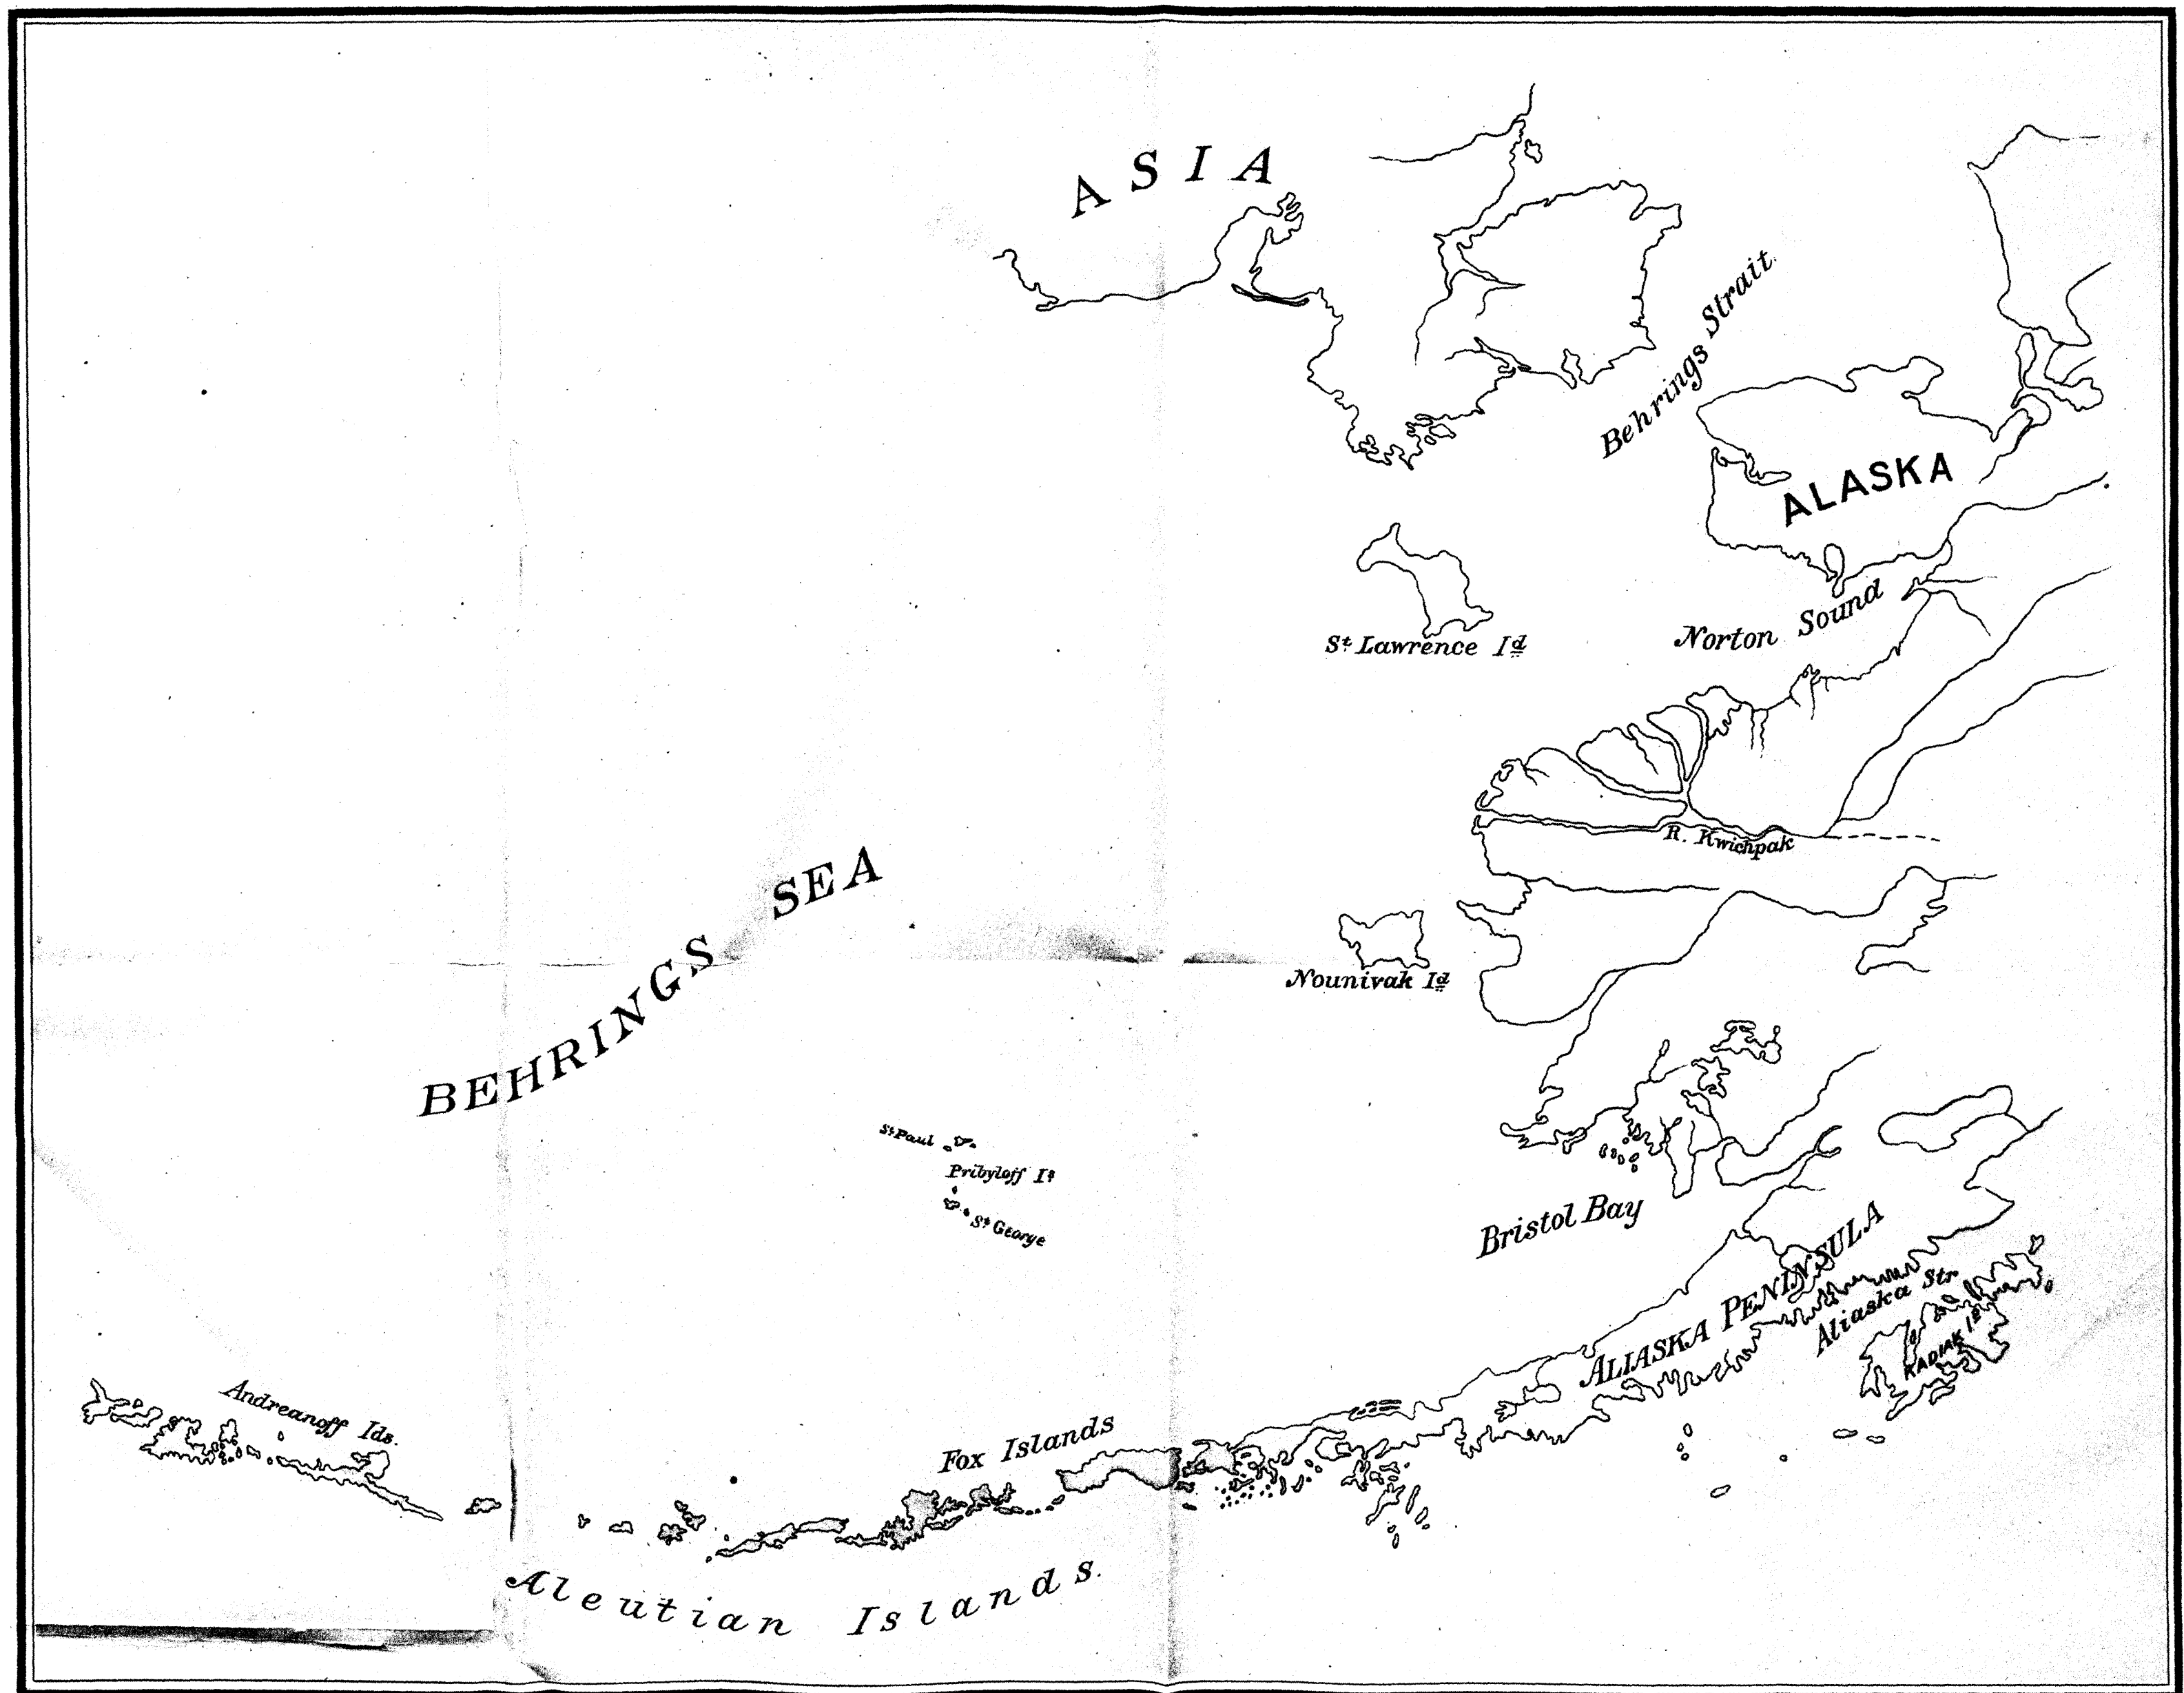 ASIA
Behrings Strait.
ALASKA
St Lawrence Id
Norton Sound
R. Kwichpak
BEHRINGS SEA
Nounivak Id
St Paul
Pribyloff Is
St George
Bristol Bay
ALIASKA PENINSULA
Aliaska Str
KADIAK Id
Andreanoff Ids.
Fox Islands
Aleutian Islands.